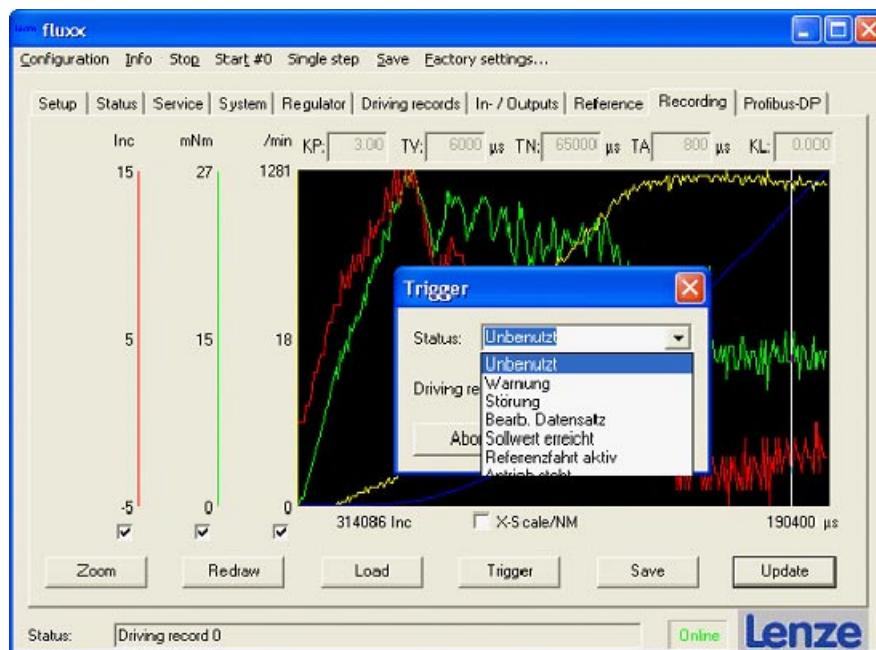 fluxx
Configuration Info Stop Start #0 Single step Save Factory settings...
Setup Status Service System Regulator Driving records In- / Outputs Reference Recording Profibus-DP
Inc mNm /min KP: 3.00 TV: 6000 µs TN: 65000 µs TA 800 µs KL: 0.000
15 27 1281
Trigger
Status: Unbenutzt
5 15 18
Unbenutzt
Driving re
Warnung
Störung
Bearb. Datensatz
Abo
Sollwert erreicht
Referenzfahrt aktiv
Antrieb steht
-5 0 0
314086 Inc X-Scale/NM 190400 µs
Zoom Redraw Load Trigger Save Update
Status: Driving record 0 Online Lenze